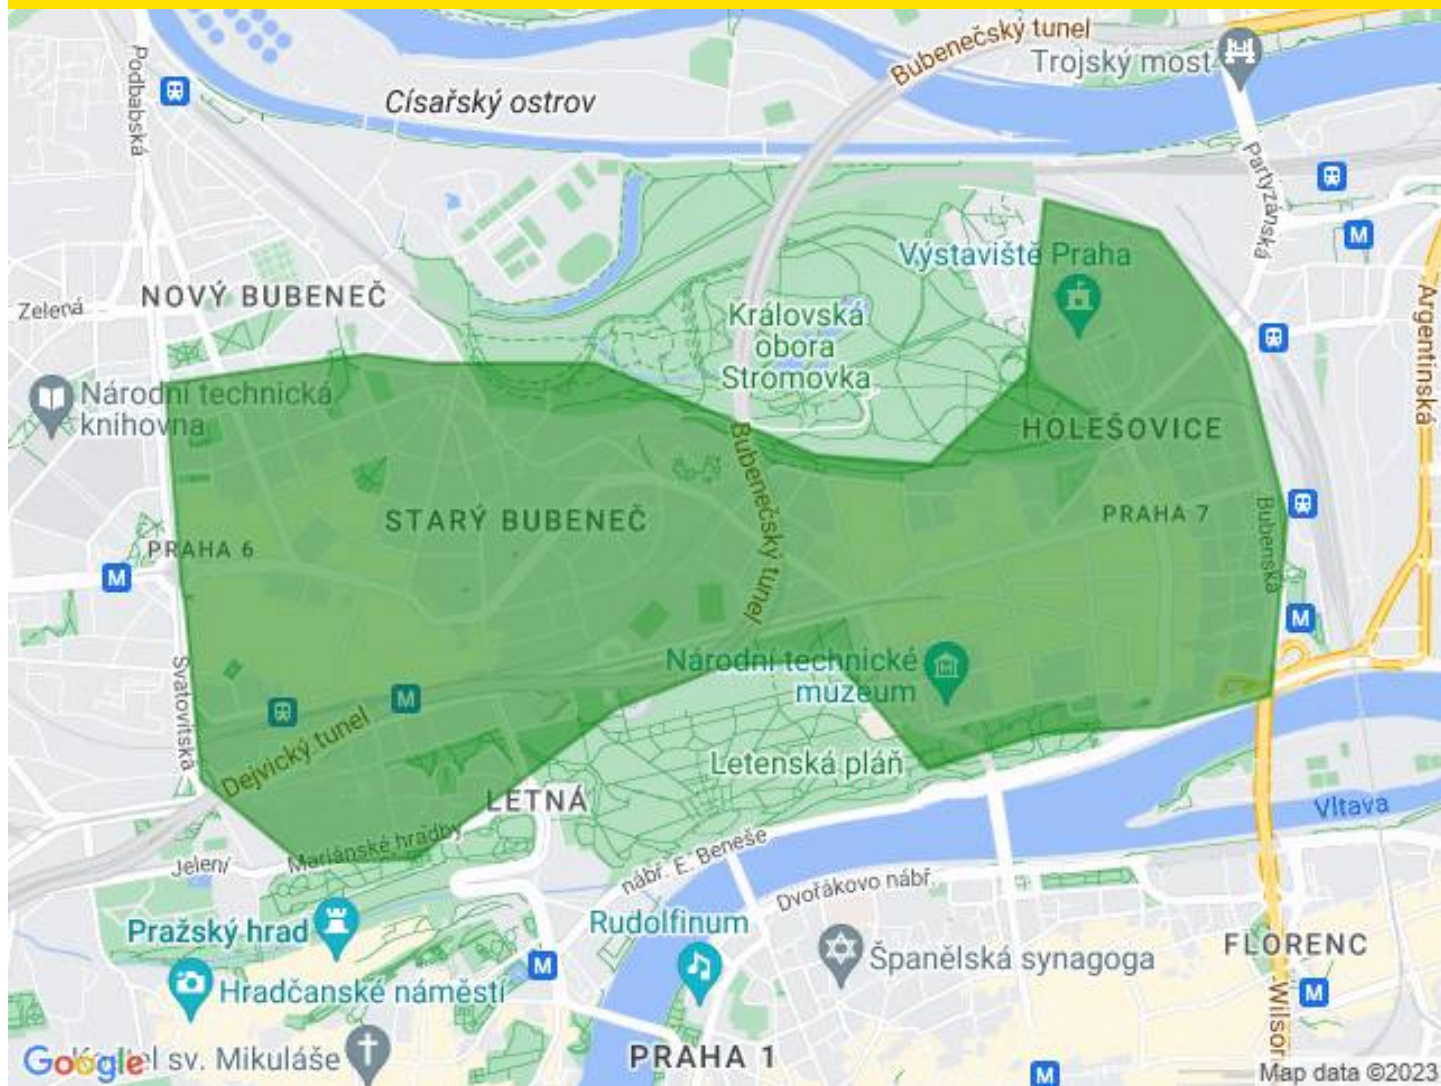 Bubenečský tunel
Trojský most
Podbabská
Císařský ostrov
Partyzánská
M
Výstaviště Praha
NOVÝ BUBENEČ
Zelená
Královská
obora
Stromovka
Argentinská
Národní technická
knihovna
HOLEŠOVICE
Bubenečský tunel
STARÝ BUBENEČ
PRAHA 7
Bubenská
PRAHA 6
M
M
Národní technické
muzeum
Svatovítská
M
Dejvický tunel
Letenská pláň
LETNÁ
Vltava
Mariánské hradby
Jelení
nábř. E. Beneše
Dvořákovo nábř.
Pražský hrad
Rudolfinum
Španělská synagoga
FLORENC
M
Hradčanské náměstí
M
Wilson
Google
el sv. Mikuláše
PRAHA 1
M
Map data ©2023